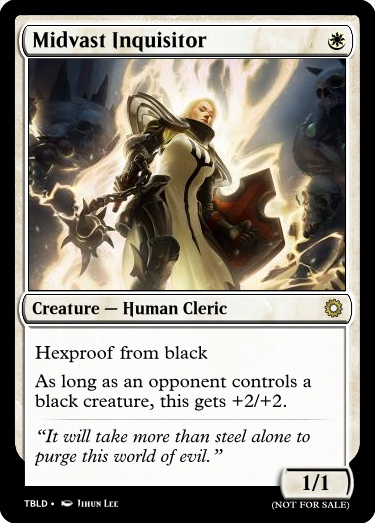 Midvast Inquisitor
Creature — Human Cleric
Hexproof from black
As long as an opponent controls a
black creature, this gets +2/+2.
“It will take more than steel alone to
purge this world of evil.”
1/1
TBLD • Jihun Lee
(NOT FOR SALE)